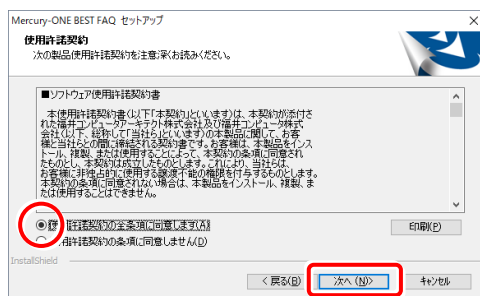 Mercury-ONE BEST FAQ セットアップ
使用許諾契約
次の製品使用許諾契約を注意深くお読みください。
■ソフトウェア使用許諾契約書
本使用許諾契約書(以下「本契約」といいます)は、本契約が添付さ
れた福井コンピュータアーキテクト株式会社及び福井コンピュータ株式
会社(以下、総称して「当社ら」といいます)の本製品に関して、お客
様と当社らとの間に締結される契約書です。お客様は、本製品をインス
トール、複製、または使用することによって、本契約の条項に同意され
たものとし、本契約は成立したものとします。これにより、当社らは、
お客様に非独占的に使用する譲渡不能の権限を付与するものとします。
本契約の条項に同意されない場合は、本製品をインストール、複製、ま
たは使用することはできません。
使用許諾契約の全条項に同意します(A)
印刷(P)
用許諾契約の条項に同意しません(D)
InstallShield
< 戻る(B)
次へ (N)>
キャンセル